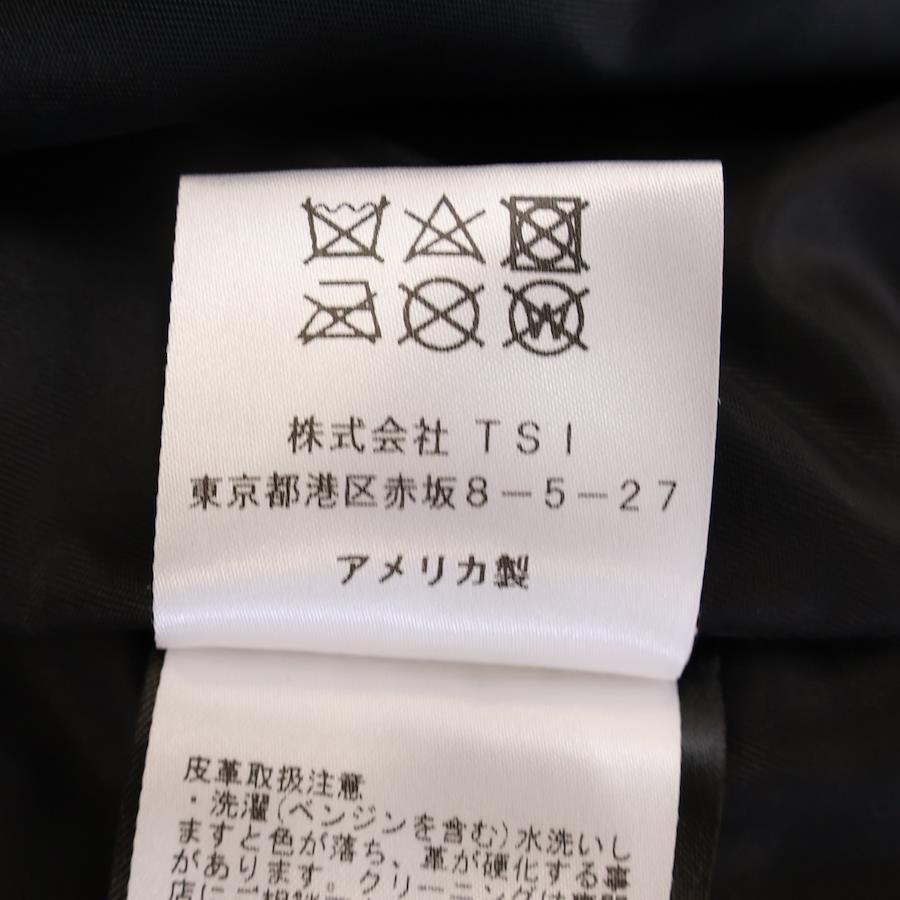 株式会社 TSI
東京都港区赤坂8-5-27
アメリカ製
皮革取扱注意
・洗濯(ベンジンを含む)水洗いし
ますと色が落ち、革が硬化する事
があります。クリーニングは専